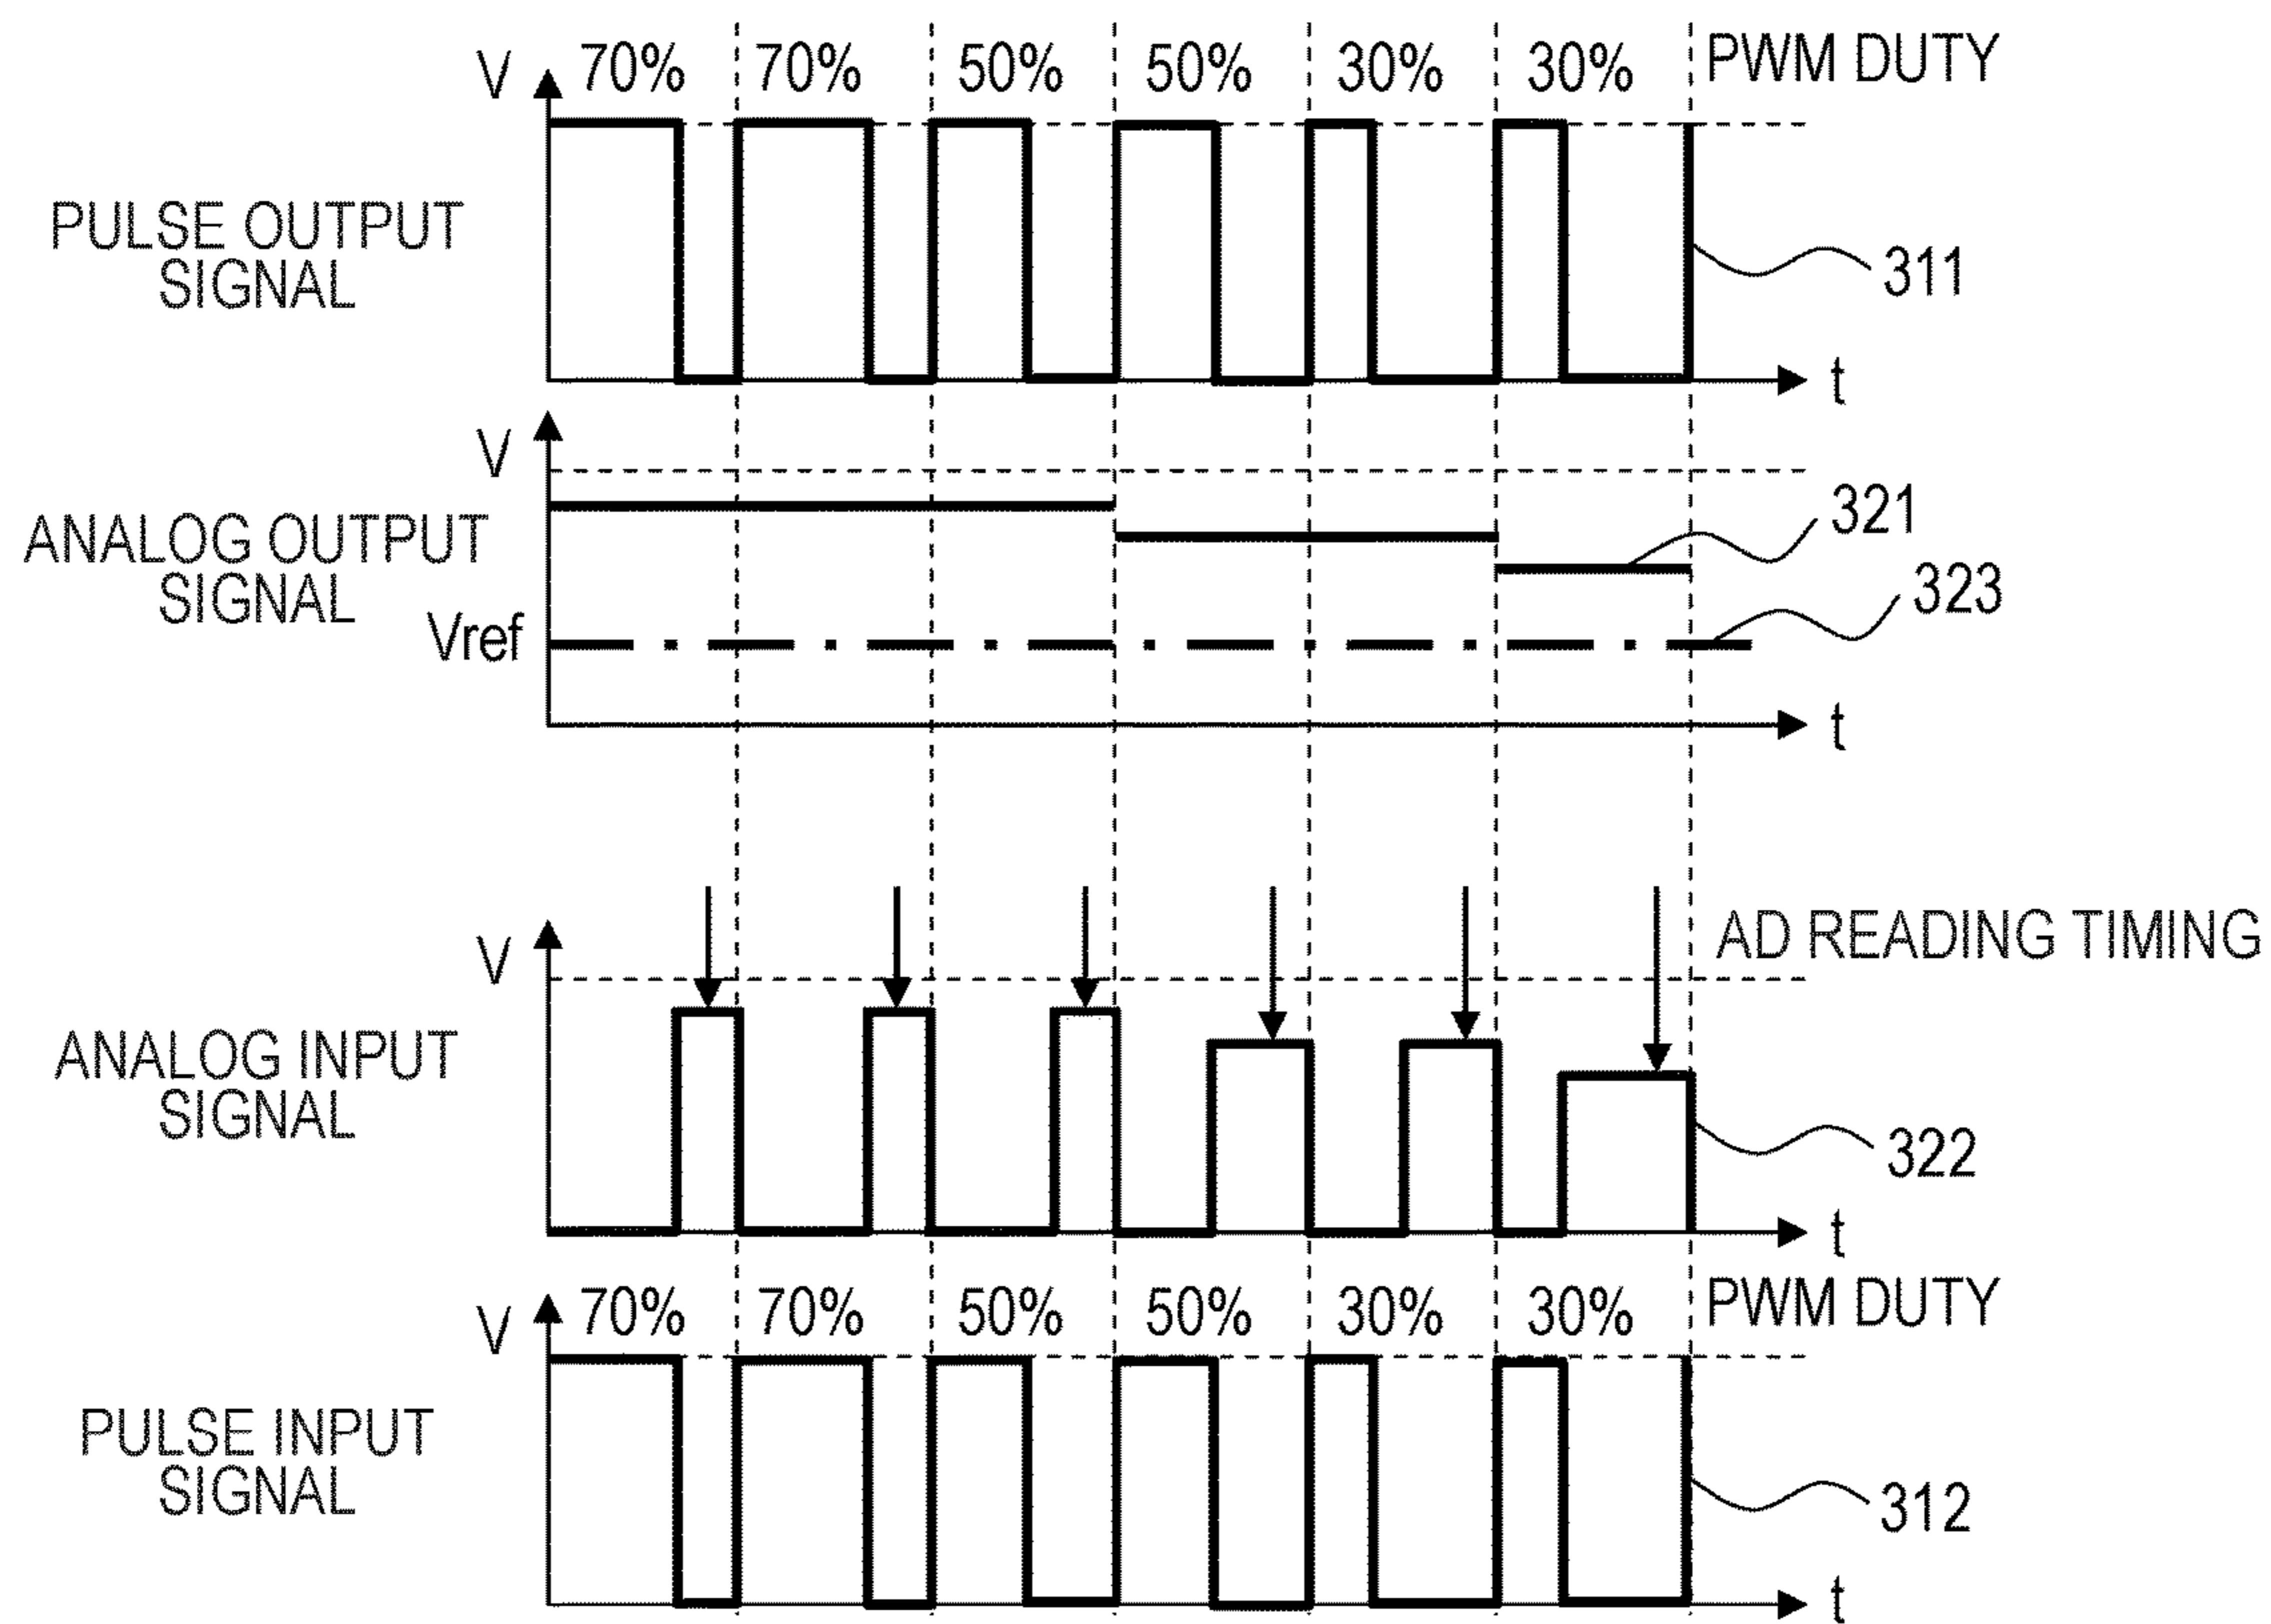 V 70% 70% 50% 50% 30% 30% PWM DUTY
PULSE OUTPUT
SIGNAL
311
t
V
ANALOG OUTPUT
SIGNAL
321
323
Vref
t
AD READING TIMING
V
ANALOG INPUT
SIGNAL
322
t
V 70% 70% 50% 50% 30% 30% PWM DUTY
PULSE INPUT
SIGNAL
312
t